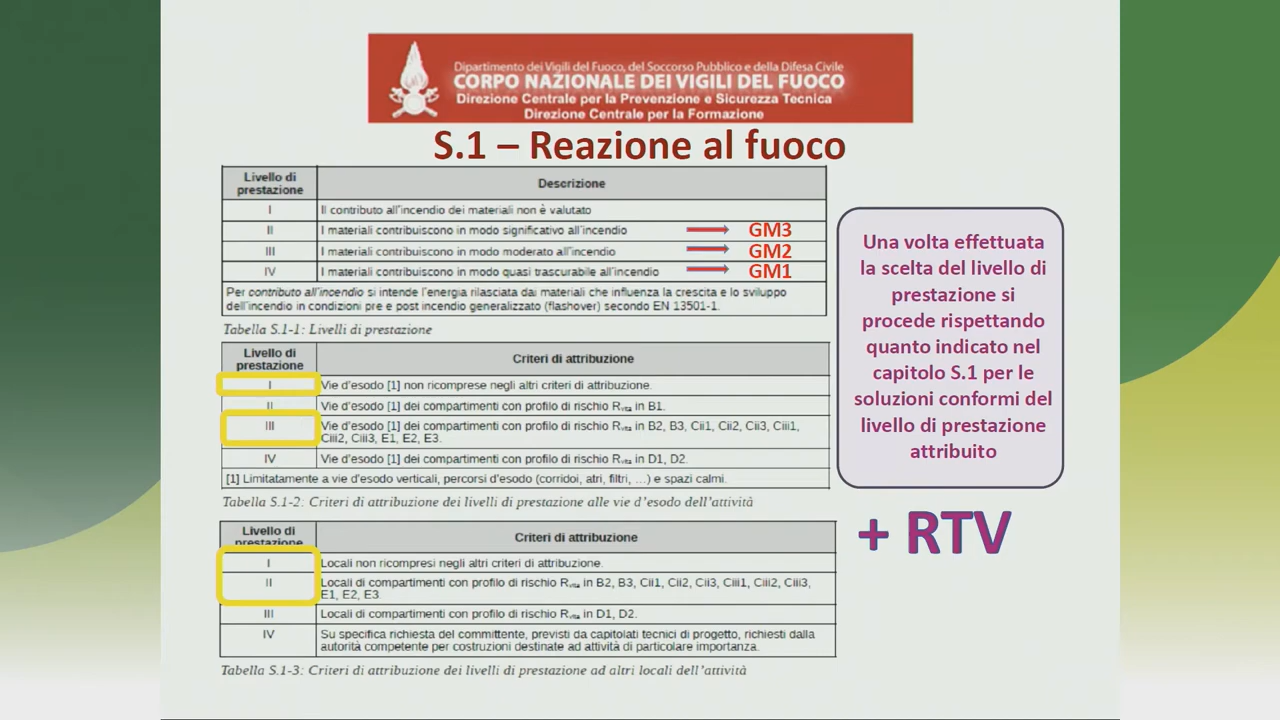 Dipartimento dei Vigili del Fuoco, del Soccorso Pubblico e della Difesa Civile
CORPO NAZIONALE DEI VIGILI DEL FUOCO
Direzione Centrale per la Prevenzione e Sicurezza Tecnica
Direzione Centrale per la Formazione
S.1 – Reazione al fuoco
Livello di prestazione Descrizione
I Il contributo all'incendio dei materiali non è valutato
II I materiali contribuiscono in modo significativo all'incendio GM3
III I materiali contribuiscono in modo moderato all'incendio GM2
IV I materiali contribuiscono in modo quasi trascurabile all'incendio GM1
Per contributo all'incendio si intende l'energia rilasciata dai materiali che influenza la crescita e lo sviluppo
dell'incendio in condizioni pre e post incendio generalizzato (flashover) secondo EN 13501-1.
Tabella S.1-1: Livelli di prestazione
Livello di prestazione Criteri di attribuzione
I Vie d'esodo [1] non ricomprese negli altri criteri di attribuzione.
II Vie d'esodo [1] dei compartimenti con profilo di rischio Rvita in B1.
III Vie d'esodo [1] dei compartimenti con profilo di rischio Rvita in B2, B3, Cii1, Cii2, Cii3, Ciii1,
Ciii2, Ciii3, E1, E2, E3.
IV Vie d'esodo [1] dei compartimenti con profilo di rischio Rvita in D1, D2.
[1] Limitatamente a vie d'esodo verticali, percorsi d'esodo (corridoi, atri, filtri, …) e spazi calmi.
Tabella S.1-2: Criteri di attribuzione dei livelli di prestazione alle vie d'esodo dell'attività
Livello di prestazione Criteri di attribuzione
I Locali non ricompresi negli altri criteri di attribuzione.
II Locali di compartimenti con profilo di rischio Rvita in B2, B3, Cii1, Cii2, Cii3, Ciii1, Ciii2, Ciii3,
E1, E2, E3.
III Locali di compartimenti con profilo di rischio Rvita in D1, D2.
IV Su specifica richiesta del committente, previsti da capitolati tecnici di progetto, richiesti dalla
autorità competente per costruzioni destinate ad attività di particolare importanza.
Tabella S.1-3: Criteri di attribuzione dei livelli di prestazione ad altri locali dell'attività
Una volta effettuata
la scelta del livello di
prestazione si
procede rispettando
quanto indicato nel
capitolo S.1 per le
soluzioni conformi del
livello di prestazione
attribuito
+ RTV